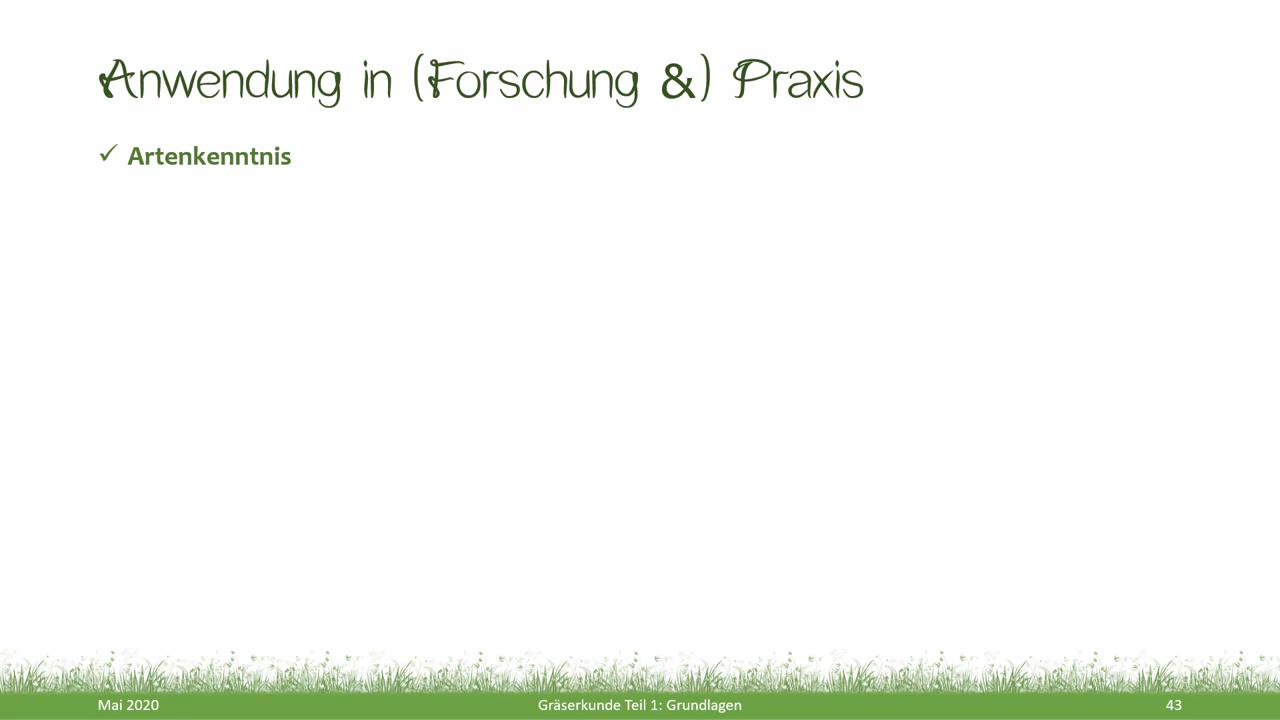 Anwendung in (Forschung &) Praxis
✓ Artenkenntnis
Mai 2020
Gräserkunde Teil 1: Grundlagen
43